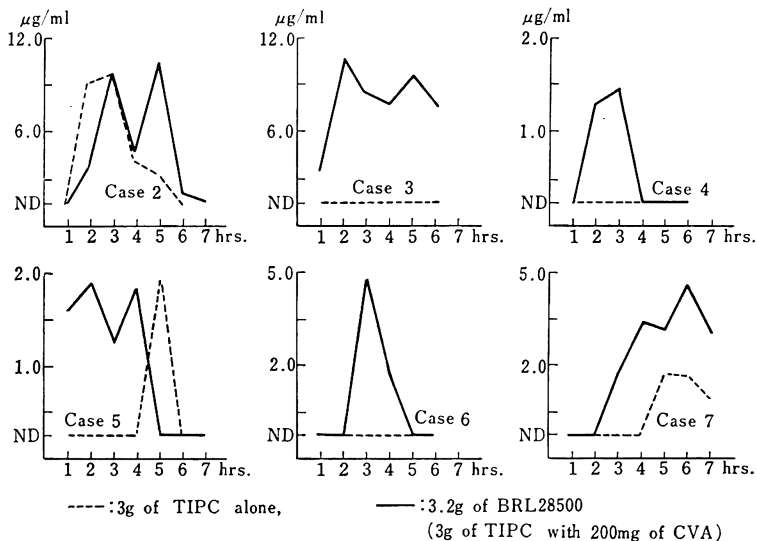 μg/ml
12.0
6.0
ND
Case 2
1 2 3 4 5 6 7 hrs.
μg/ml
12.0
6.0
ND
Case 3
1 2 3 4 5 6 7 hrs.
μg/ml
2.0
1.0
ND
Case 4
1 2 3 4 5 6 7 hrs.
2.0
1.0
ND
Case 5
1 2 3 4 5 6 7 hrs.
5.0
2.0
ND
Case 6
1 2 3 4 5 6 7 hrs.
5.0
2.0
ND
Case 7
1 2 3 4 5 6 7 hrs.
-----:3g of TIPC alone,
——:3.2g of BRL28500
(3g of TIPC with 200mg of CVA)